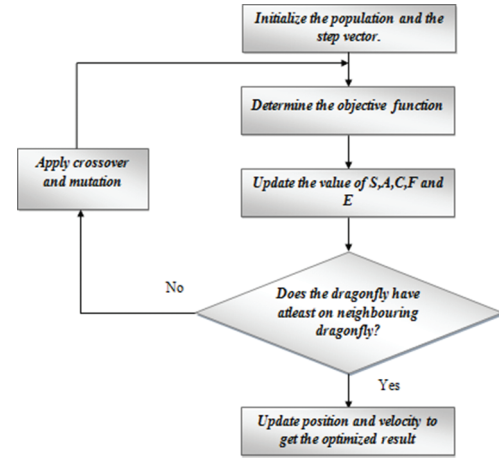 Initialize the population and the
step vector.
Determine the objective function
Apply crossover
and mutation
Update the value of S,A,C,F and
E
No
Does the dragonfly have
atleast on neighbouring
dragonfly?
Yes
Update position and velocity to
get the optimized result